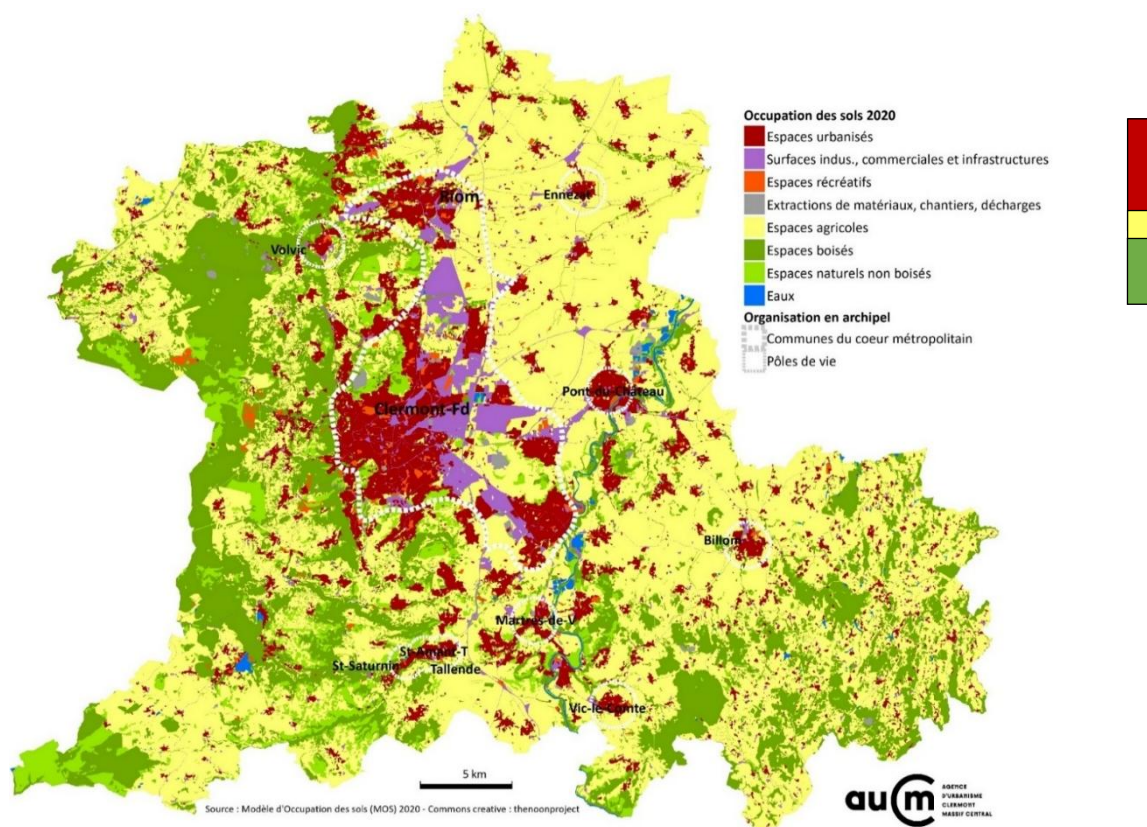 Riom
Ennezat
Volvic
Pont-du-Château
Clermont-Fd
Billom
Martres-de-V
St-Amant-T
St-Saturnin
Tallende
Vic-le-Comte
5 km
Source : Modèle d'Occupation des sols (MOS) 2020 - Commons creative : thenoonproject
Occupation des sols 2020
Espaces urbanisés
Surfaces indus., commerciales et infrastructures
Espaces récréatifs
Extractions de matériaux, chantiers, décharges
Espaces agricoles
Espaces boisés
Espaces naturels non boisés
Eaux
Organisation en archipel
Communes du coeur métropolitain
Pôles de vie
aucm
AGENCE
D'URBANISME
CLERMONT
MASSIF CENTRAL